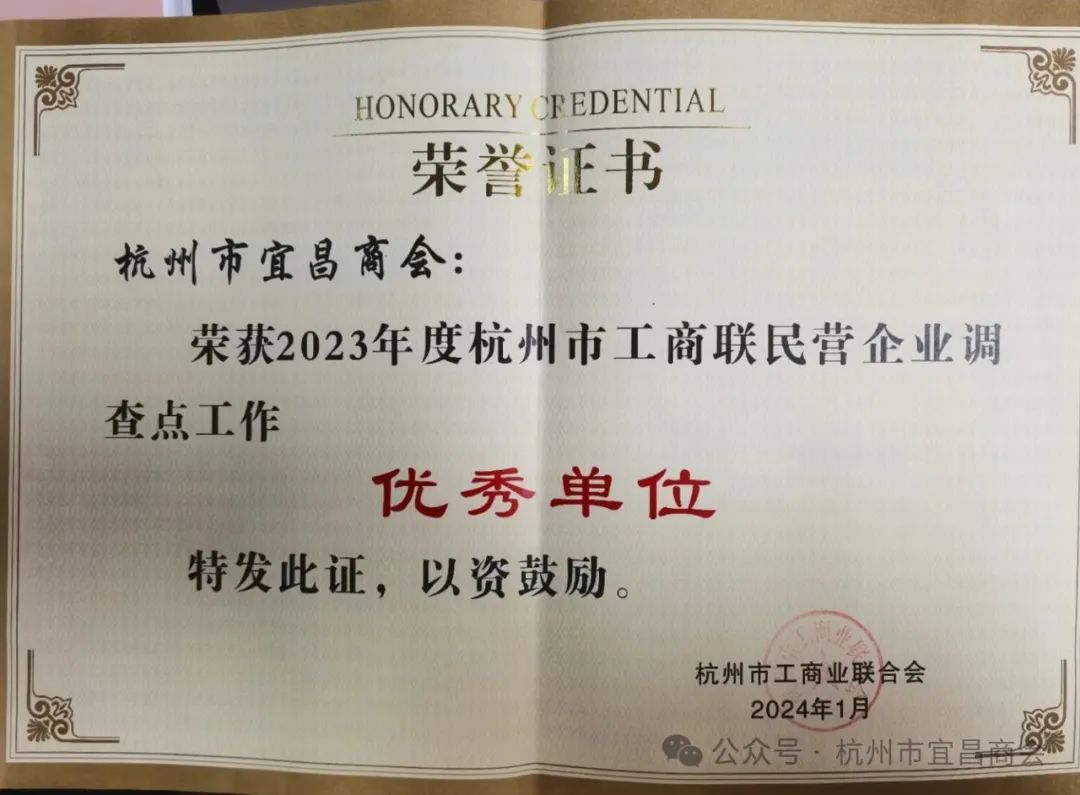 HONORARY CREDENTIAL
荣誉证书
杭州市宜昌商会：
荣获2023年度杭州市工商联民营企业调
查点工作
优秀单位
特发此证，以资鼓励。
杭州市工商业联合会
2024年1月
公众号·杭州市宜昌商会